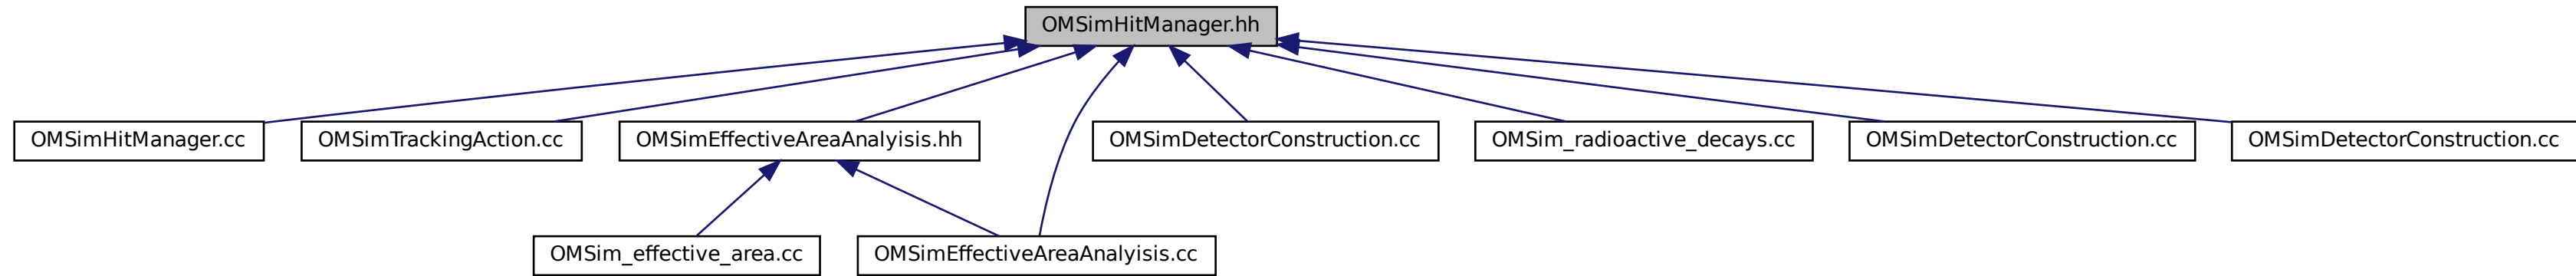 OMSimHitManager.hh
OMSimHitManager.cc
OMSimTrackingAction.cc
OMSimEffectiveAreaAnalyisis.hh
OMSimDetectorConstruction.cc
OMSim_radioactive_decays.cc
OMSimDetectorConstruction.cc
OMSimDetectorConstruction.cc
OMSim_effective_area.cc
OMSimEffectiveAreaAnalyisis.cc